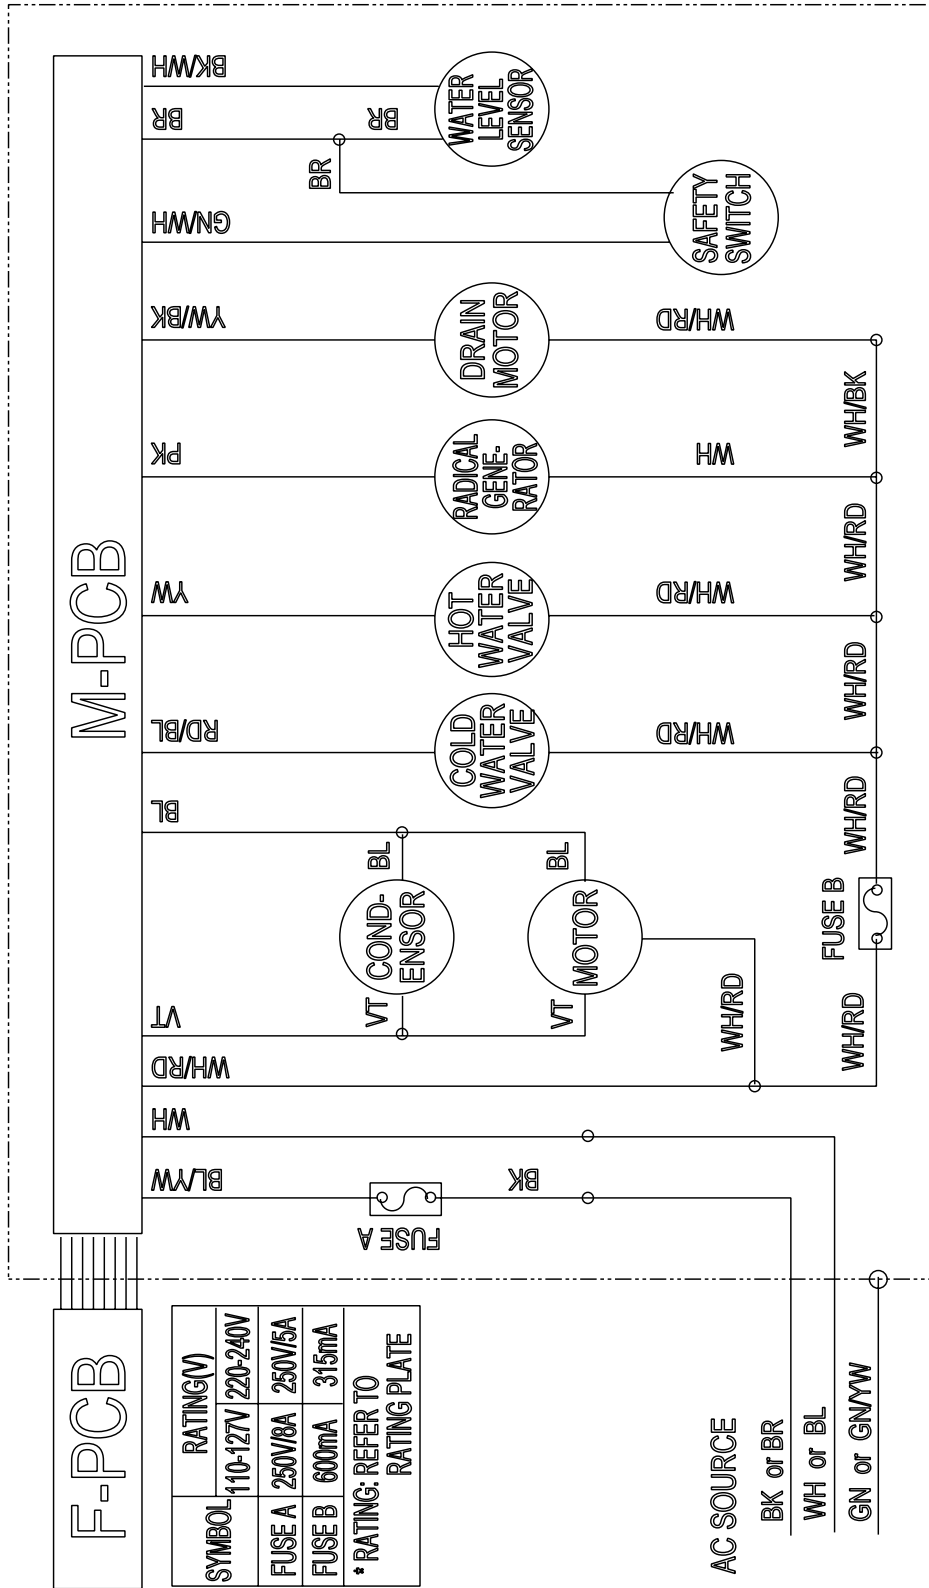 F-PCB
M-PCB
BL/YW
WH
WH/RD
VT
BL
RD/BL
YW
PK
YW/BK
GN/WH
BR
BK/WH
SYMBOL
RATING(V)
110-127V
220-240V
FUSE A
250V/8A
250V/5A
FUSE B
600mA
315mA
* RATING: REFER TO
RATING PLATE
FUSE A
BK
VT
COND-
ENSOR
BL
VT
MOTOR
BL
COLD
WATER
VALVE
HOT
WATER
VALVE
RADICAL
GENE-
RATOR
DRAIN
MOTOR
BR
BR
WATER
LEVEL
SENSOR
SAFETY
SWITCH
WH/RD
WH/RD
WH/RD
WH
WH/RD
WH/RD
FUSE B
WH/RD
WH/RD
WH/RD
WH/BK
AC SOURCE
BK or BR
WH or BL
GN or GN/YW